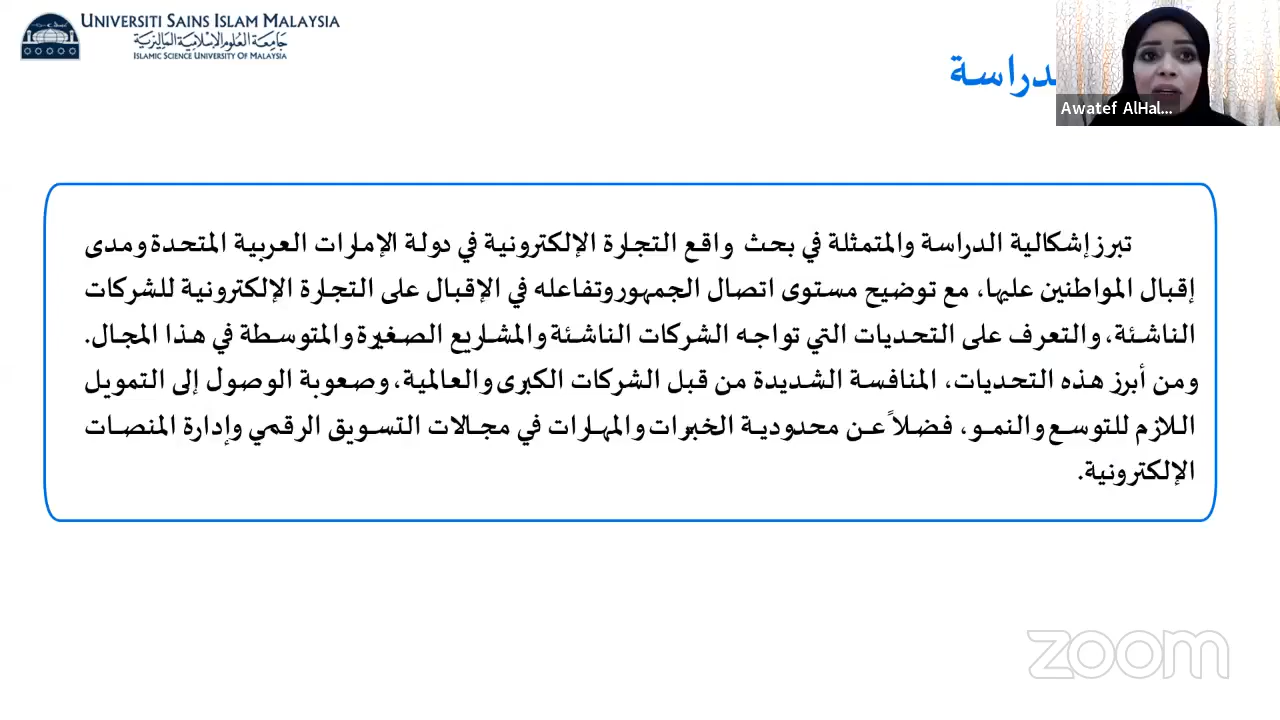 UNIVERSITI SAINS ISLAM MALAYSIA
جامعة العلوم الإسلامية الماليزية
ISLAMIC SCIENCE UNIVERSITY OF MALAYSIA
Awatef AlHal...
تبرز إشكالية الدراسة والمتمثلة في بحث واقع التجارة الإلكترونية في دولة الإمارات العربية المتحدة ومدى
إقبال المواطنين عليها، مع توضيح مستوى اتصال الجمهور وتفاعله في الإقبال على التجارة الإلكترونية للشركات
الناشئة، والتعرف على التحديات التي تواجه الشركات الناشئة والمشاريع الصغيرة والمتوسطة في هذا المجال.
ومن أبرز هذه التحديات، المنافسة الشديدة من قبل الشركات الكبرى والعالمية، وصعوبة الوصول إلى التمويل
اللازم للتوسع والنمو، فضلاً عن محدودية الخبرات والمهارات في مجالات التسويق الرقمي وإدارة المنصات
الإلكترونية.
zoom